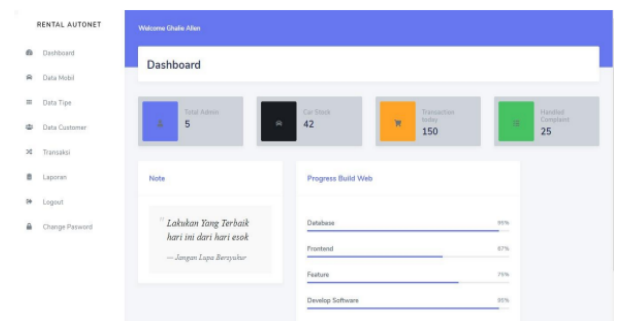 RENTAL AUTONET
Dashboard
Data Mobil
Data Tipe
Data Customer
Transaksi
Laporan
Logout
Change Pasword
Welcome Ghalie Allen
Dashboard
Total Admin
5
Car Stock
42
Transaction
today
150
Handled
Complaint
25
Note
" Lakukan Yang Terbaik
hari ini dari hari esok
— Jangan Lupa Bersyukur
Progress Build Web
Database
Frontend
Feature
75%
Develop Software